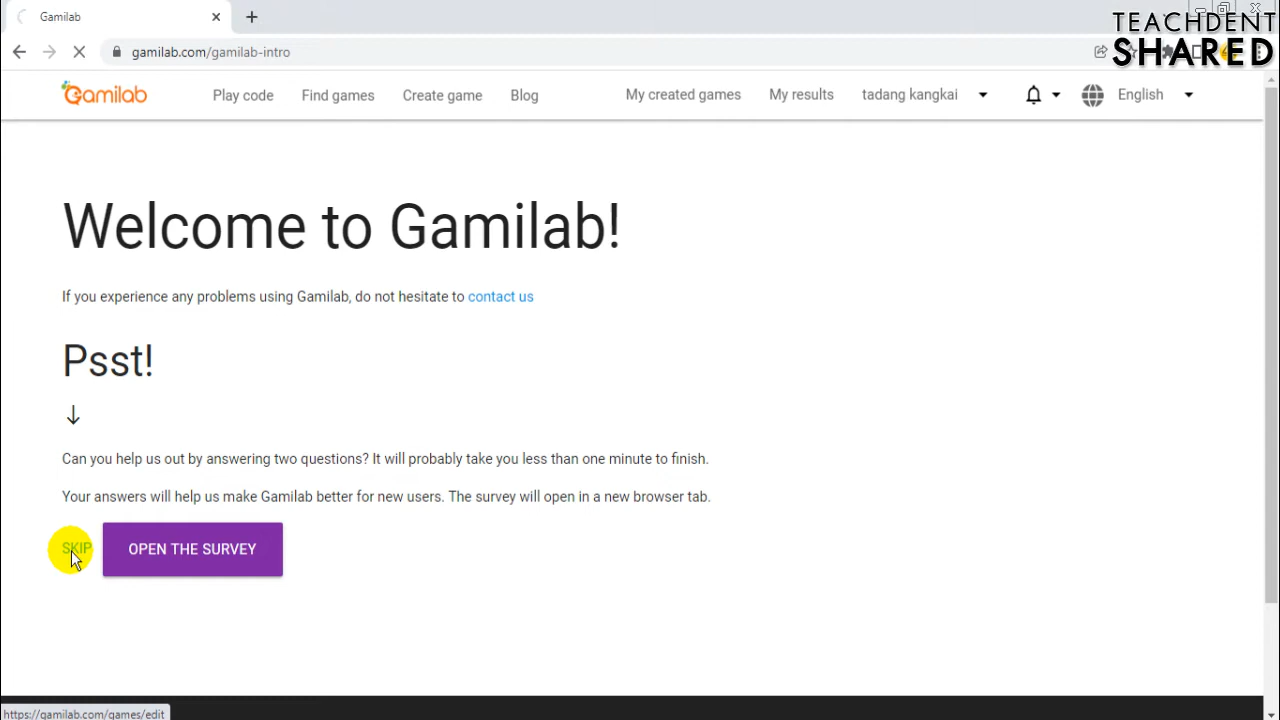 Gamilab
TEACHDENT
SHARED
gamilab.com/gamilab-intro
Gamilab
Play code
Find games
Create game
Blog
My created games
My results
tadang kangkai
English
Welcome to Gamilab!
If you experience any problems using Gamilab, do not hesitate to contact us
Psst!
Can you help us out by answering two questions? It will probably take you less than one minute to finish.
Your answers will help us make Gamilab better for new users. The survey will open in a new browser tab.
SKIP
OPEN THE SURVEY
https://gamilab.com/games/edit